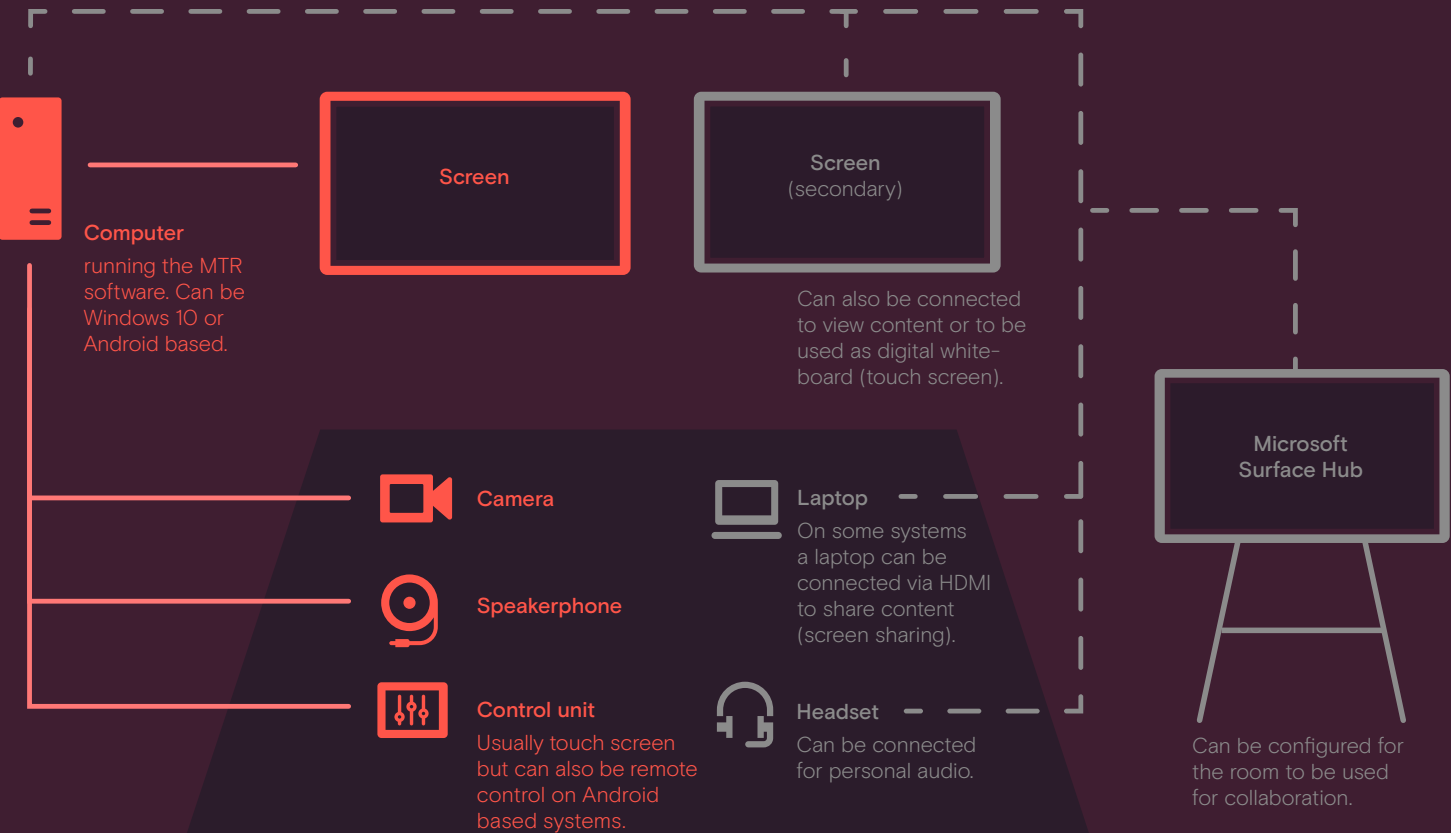 Screen
Screen
(secondary)
Computer
running the MTR
software. Can be
Windows 10 or
Android based.
Can also be connected
to view content or to be
used as digital white-
board (touch screen).
Microsoft
Surface Hub
Camera
Speakerphone
Control unit
Usually touch screen
but can also be remote
control on Android
based systems.
Laptop
On some systems
a laptop can be
connected via HDMI
to share content
(screen sharing).
Headset
Can be connected
for personal audio.
Can be configured for
the room to be used
for collaboration.